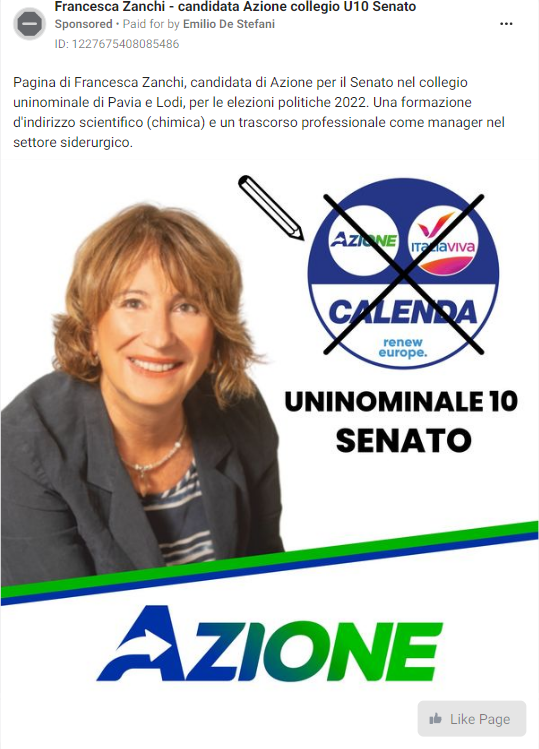 Francesca Zanchi - candidata Azione collegio U10 Senato
Sponsored • Paid for by Emilio De Stefani
ID: 1227675408085486
Pagina di Francesca Zanchi, candidata di Azione per il Senato nel collegio
uninominale di Pavia e Lodi, per le elezioni politiche 2022. Una formazione
d'indirizzo scientifico (chimica) e un trascorso professionale come manager nel
settore siderurgico.
AZIONE
ITALIAVIVA
CALENDA
renew
europe.
UNINOMINALE 10
SENATO
AZIONE
Like Page